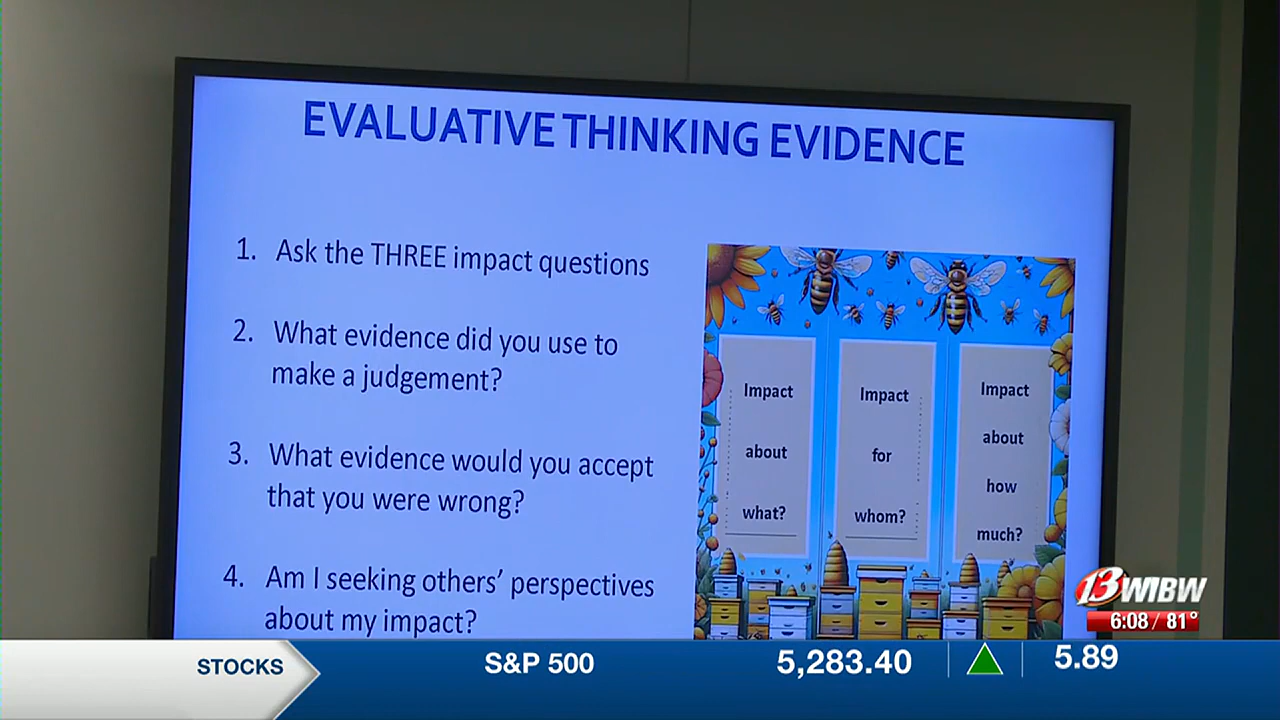 EVALUATIVE THINKING EVIDENCE
1. Ask the THREE impact questions
2. What evidence did you use to
make a judgement?
3. What evidence would you accept
that you were wrong?
4. Am I seeking others' perspectives
about my impact?
Impact
about
what?
Impact
for
whom?
Impact
about
how
much?
13 WIBW
6:08 / 81°
STOCKS
S&P 500
5,283.40
5.89